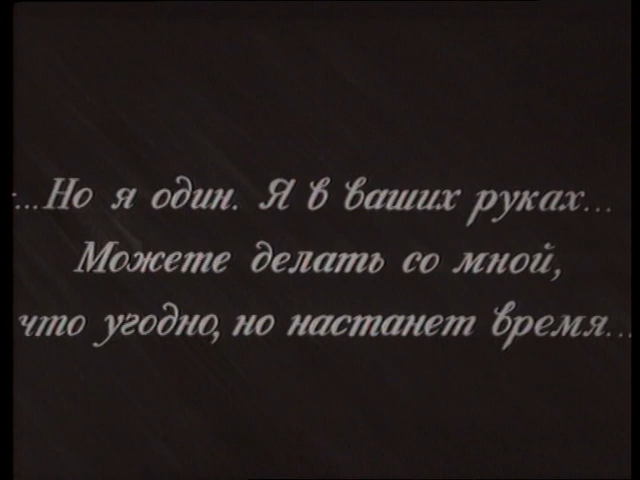 ...Но я один. Я в ваших руках...
Можете делать со мной,
что угодно, но настанет время...